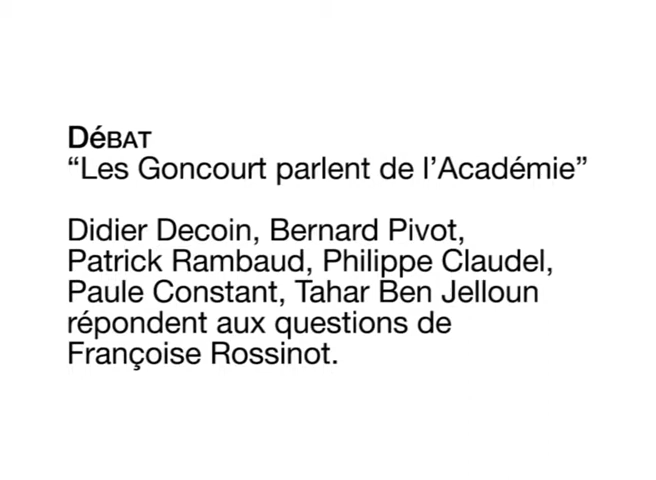 DéBAT
“Les Goncourt parlent de l’Académie”
Didier Decoin, Bernard Pivot,
Patrick Rambaud, Philippe Claudel,
Paule Constant, Tahar Ben Jelloun
répondent aux questions de
Françoise Rossinot.